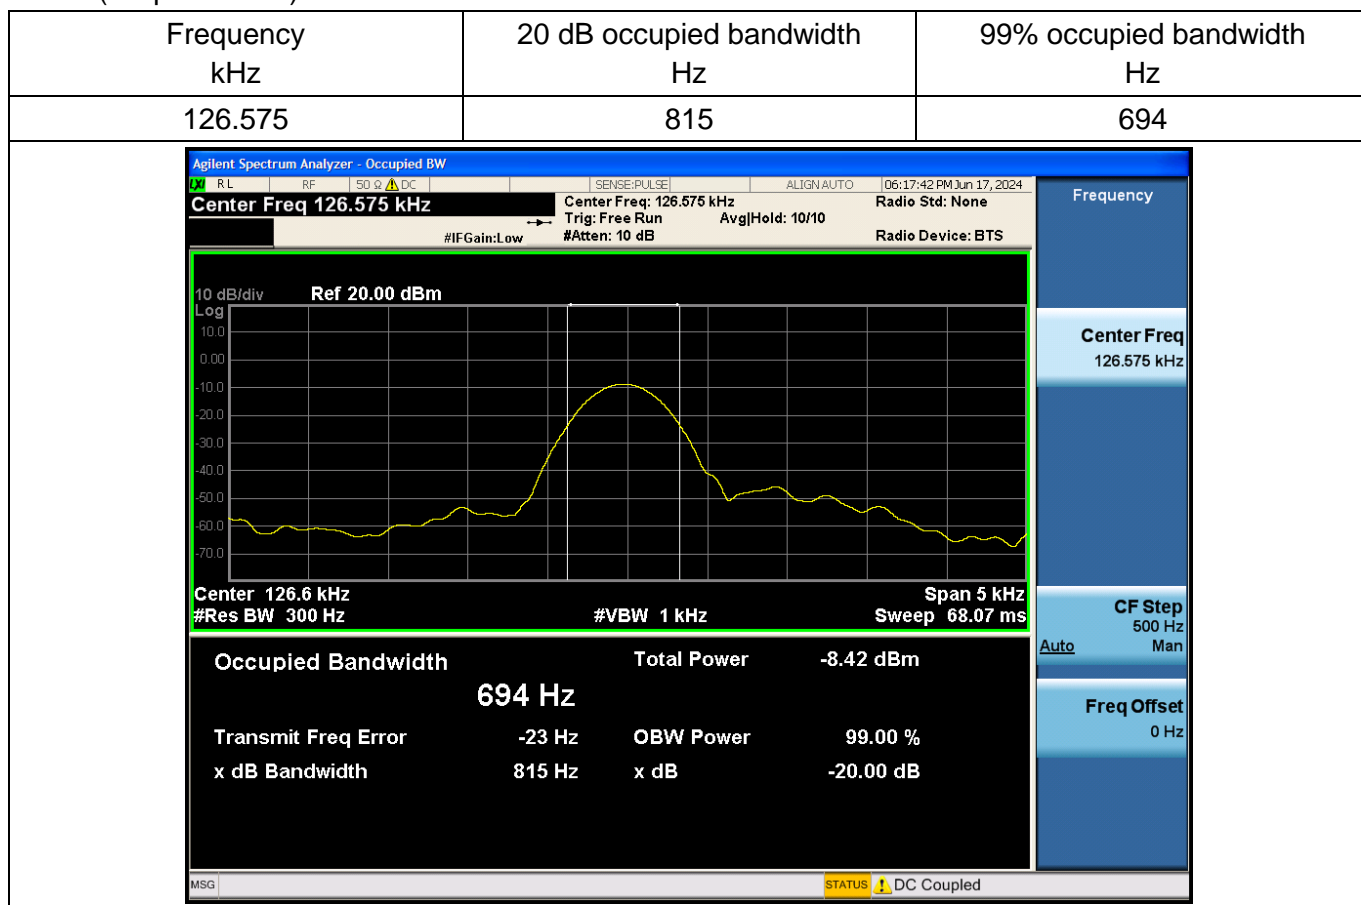 Frequency
kHz
20 dB occupied bandwidth
Hz
99% occupied bandwidth
Hz
126.575
815
694
Agilent Spectrum Analyzer - Occupied BW
LXI RL RF 50 Ω DC SENSE:PULSE ALIGN AUTO 06:17:42 PM Jun 17, 2024
Center Freq 126.575 kHz
Center Freq: 126.575 kHz
Radio Std: None
Trig: Free Run
Avg|Hold: 10/10
#IFGain:Low
#Atten: 10 dB
Radio Device: BTS
10 dB/div
Ref 20.00 dBm
Log
10.0
0.00
-10.0
-20.0
-30.0
-40.0
-50.0
-60.0
-70.0
Center 126.6 kHz
Span 5 kHz
#Res BW 300 Hz
#VBW 1 kHz
Sweep 68.07 ms
Occupied Bandwidth
Total Power -8.42 dBm
694 Hz
Transmit Freq Error -23 Hz
OBW Power 99.00 %
x dB Bandwidth 815 Hz
x dB -20.00 dB
Frequency
Center Freq
126.575 kHz
CF Step
500 Hz
Auto Man
Freq Offset
0 Hz
MSG
STATUS
DC Coupled